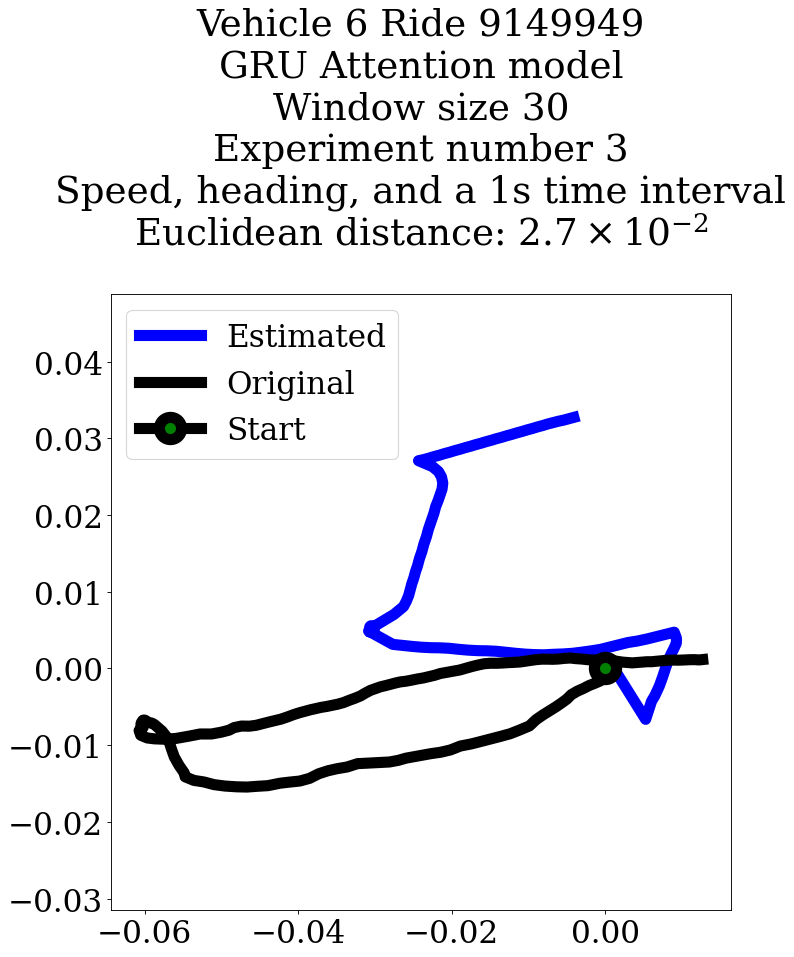 Vehicle 6 Ride 9149949
GRU Attention model
Window size 30
Experiment number 3
Speed, heading, and a 1s time interval
Euclidean distance: 2.7 × 10⁻²
Estimated
Original
Start
0.04
0.03
0.02
0.01
0.00
−0.01
−0.02
−0.03
−0.06 −0.04 −0.02 0.00